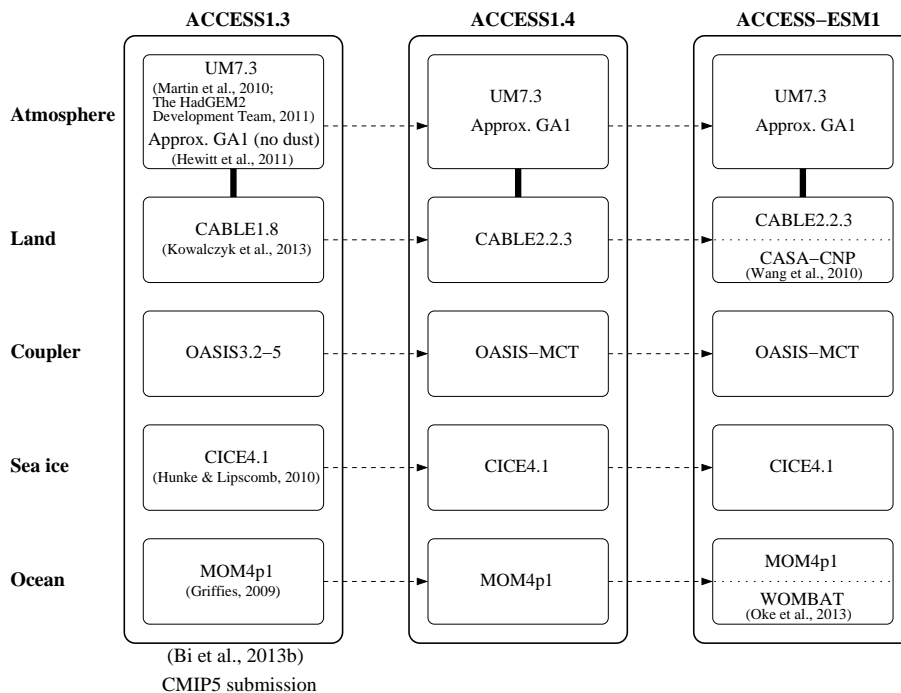 ACCESS1.3
ACCESS1.4
ACCESS−ESM1
Atmosphere
UM7.3
(Martin et al., 2010;
The HadGEM2
Development Team, 2011)
Approx. GA1 (no dust)
(Hewitt et al., 2011)
UM7.3
Approx. GA1
UM7.3
Approx. GA1
Land
CABLE1.8
(Kowalczyk et al., 2013)
CABLE2.2.3
CABLE2.2.3
CASA−CNP
(Wang et al., 2010)
Coupler
OASIS3.2−5
OASIS−MCT
OASIS−MCT
Sea ice
CICE4.1
(Hunke & Lipscomb, 2010)
CICE4.1
CICE4.1
Ocean
MOM4p1
(Griffies, 2009)
MOM4p1
MOM4p1
WOMBAT
(Oke et al., 2013)
(Bi et al., 2013b)
CMIP5 submission